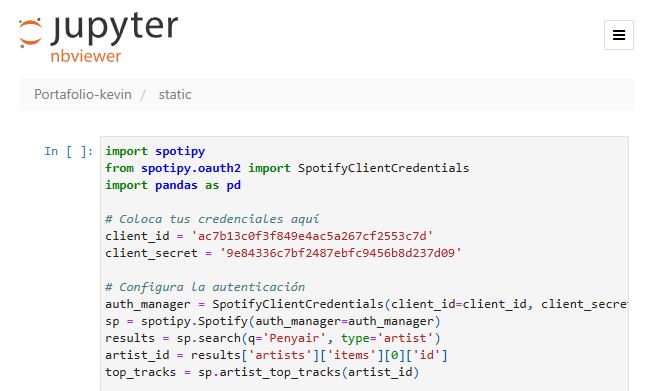 jupyter
nbviewer
Portafolio-kevin / static
In [ ]: import spotipy
from spotipy.oauth2 import SpotifyClientCredentials
import pandas as pd
# Coloca tus credenciales aquí
client_id = 'ac7b13c0f3f849e4ac5a267cf2553c7d'
client_secret = '9e84336c7bf2487ebfc9456b8d237d09'
# Configura la autenticación
auth_manager = SpotifyClientCredentials(client_id=client_id, client_secre
sp = spotipy.Spotify(auth_manager=auth_manager)
results = sp.search(q='Penyair', type='artist')
artist_id = results['artists']['items'][0]['id']
top_tracks = sp.artist_top_tracks(artist_id)